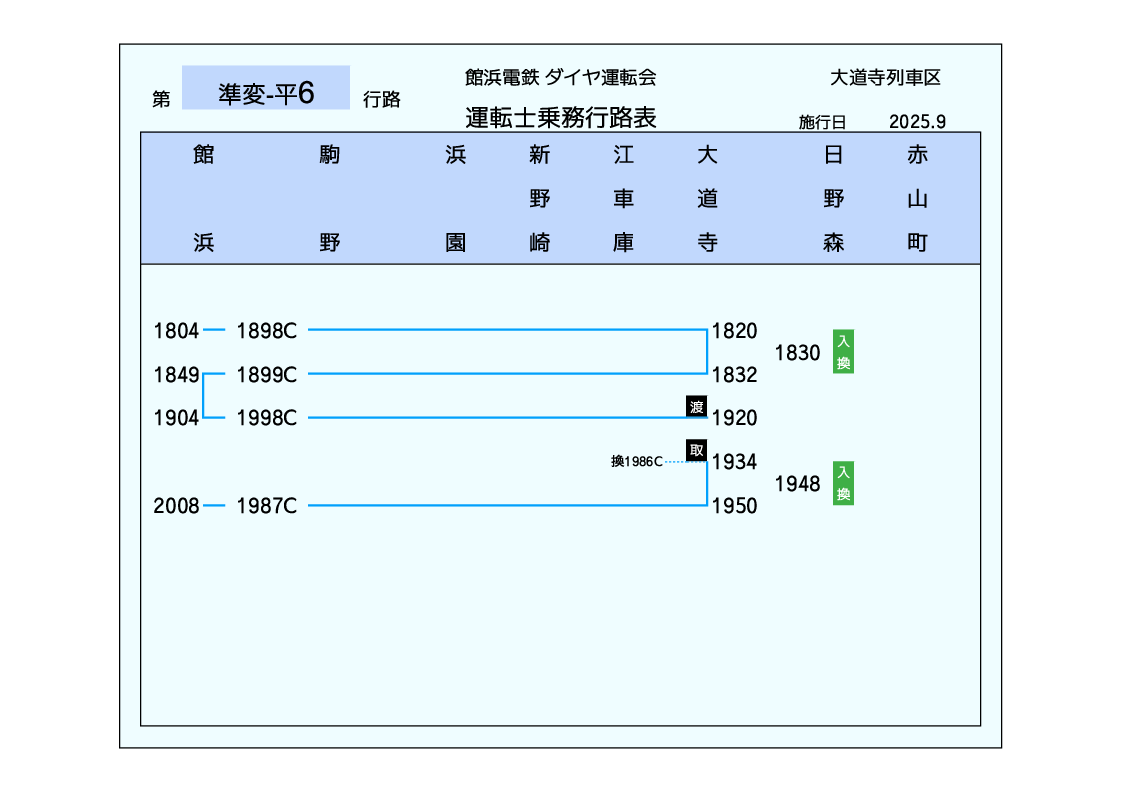 館浜電鉄 ダイヤ運転会
大道寺列車区
第 準変-平6 行路
運転士乗務行路表
施行日 2025.9
館浜 駒野 浜園 新野崎 江車庫 大道寺 日野森 赤山町
1804 1898C 1820
1830 入換
1849 1899C 1832
渡
1904 1998C 1920
取
換1986C 1934
1948 入換
2008 1987C 1950